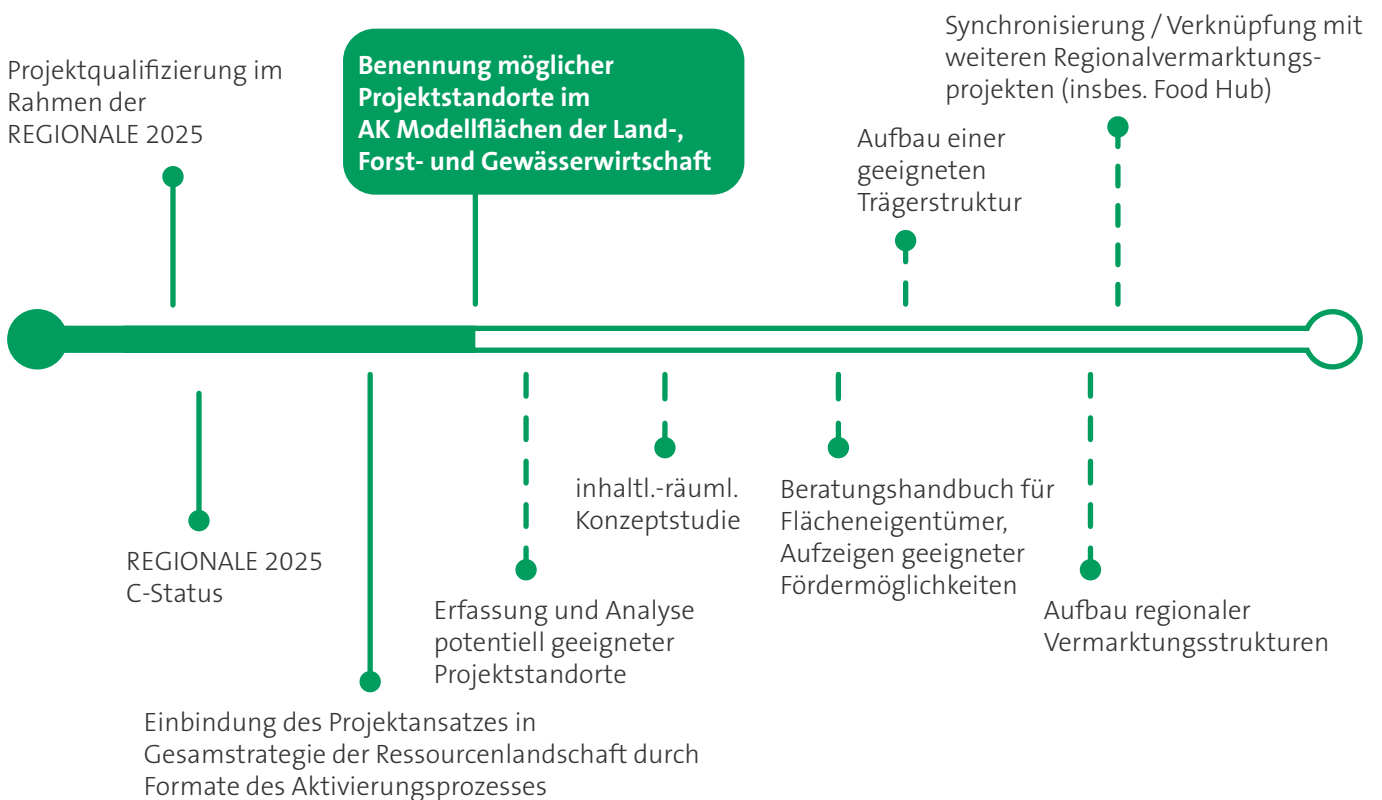 Projektqualifizierung im
Rahmen der
REGIONALE 2025
Benennung möglicher
Projektstandorte im
AK Modellflächen der Land-,
Forst- und Gewässerwirtschaft
Synchronisierung / Verknüpfung mit
weiteren Regionalvermarktungs-
projekten (insbes. Food Hub)
Aufbau einer
geeigneten
Trägerstruktur
REGIONALE 2025
C-Status
Einbindung des Projektansatzes in
Gesamstrategie der Ressourcenlandschaft durch
Formate des Aktivierungsprozesses
Erfassung und Analyse
potentiell geeigneter
Projektstandorte
inhaltl.-räuml.
Konzeptstudie
Beratungshandbuch für
Flächeneigentümer,
Aufzeigen geeigneter
Fördermöglichkeiten
Aufbau regionaler
Vermarktungsstrukturen